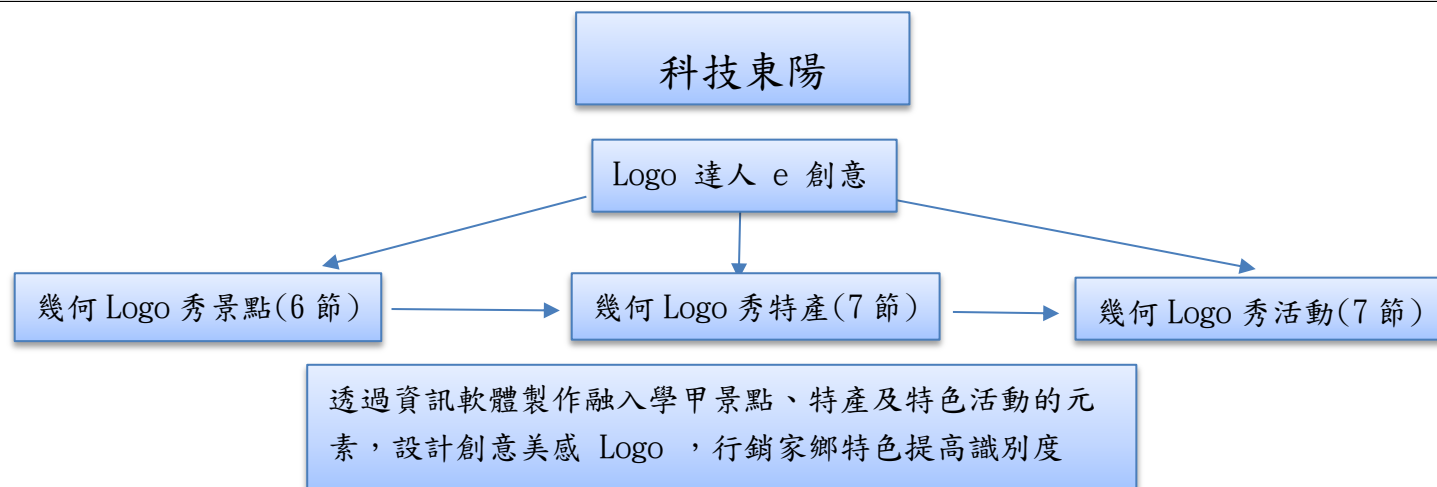 科技東陽
Logo 達人 e 創意
幾何 Logo 秀景點(6 節)
幾何 Logo 秀特產(7 節)
幾何 Logo 秀活動(7 節)
透過資訊軟體製作融入學甲景點、特產及特色活動的元
素，設計創意美感 Logo ，行銷家鄉特色提高識別度